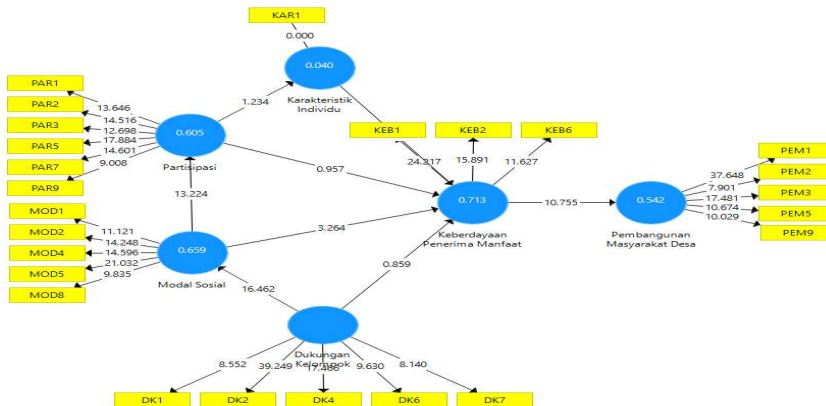 KAR1
0.000
0.040
Karakteristik
Individu
PAR1
PAR2
PAR3
PAR5
PAR7
PAR9
13.646
14.516
12.698
17.884
14.601
9.008
0.605
Partisipasi
1.234
KEB1
KEB2
KEB6
24.217
15.891
11.627
0.957
13.224
MOD1
MOD2
MOD4
MOD5
MOD8
11.121
14.248
14.596
21.032
9.835
0.659
Modal Sosial
3.264
0.713
Keberdayaan
Penerima Manfaat
10.755
0.542
Pembangunan
Masyarakat Desa
37.648
7.901
17.481
10.674
10.029
PEM1
PEM2
PEM3
PEM5
PEM9
16.462
0.859
Dukungan
Kelompok
8.552
39.249
17.486
9.630
8.140
DK1
DK2
DK4
DK6
DK7